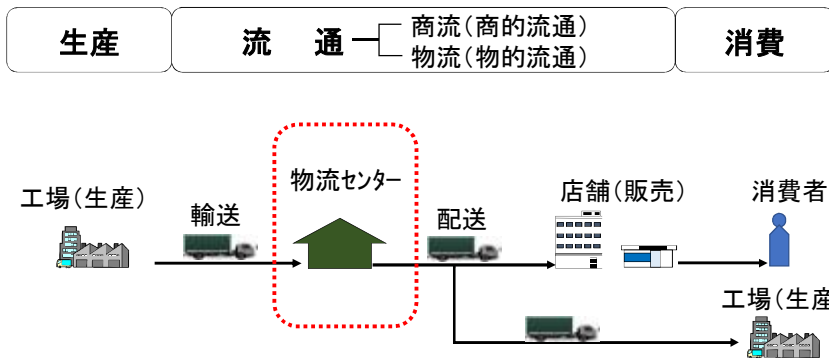 生産
流　通
商流(商的流通)
物流(物的流通)
消費
物流センター
工場(生産)
輸送
配送
店舗(販売)
消費者
工場(生産